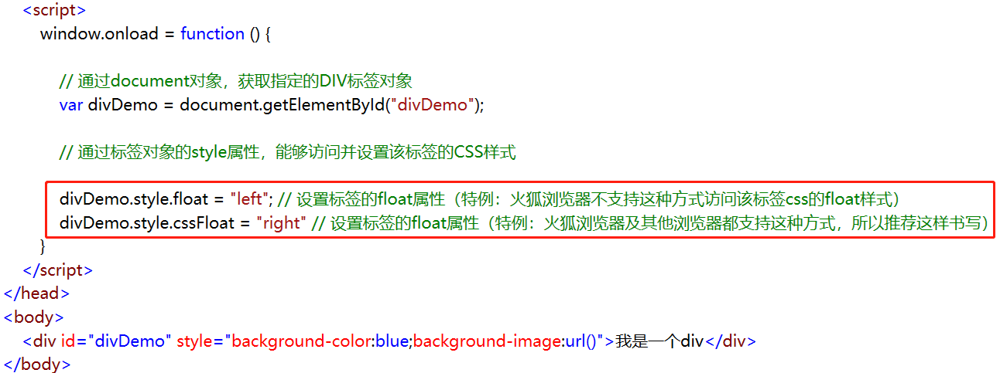 <script>
window.onload = function () {
// 通过document对象，获取指定的DIV标签对象
var divDemo = document.getElementById("divDemo");
// 通过标签对象的style属性，能够访问并设置该标签的CSS样式
divDemo.style.float = "left"; // 设置标签的float属性（特例：火狐浏览器不支持这种方式访问该标签css的float样式）
divDemo.style.cssFloat = "right" // 设置标签的float属性（特例：火狐浏览器及其他浏览器都支持这种方式，所以推荐这样书写）
}
</script>
</head>
<body>
<div id="divDemo" style="background-color:blue;background-image:url()">我是一个div</div>
</body>